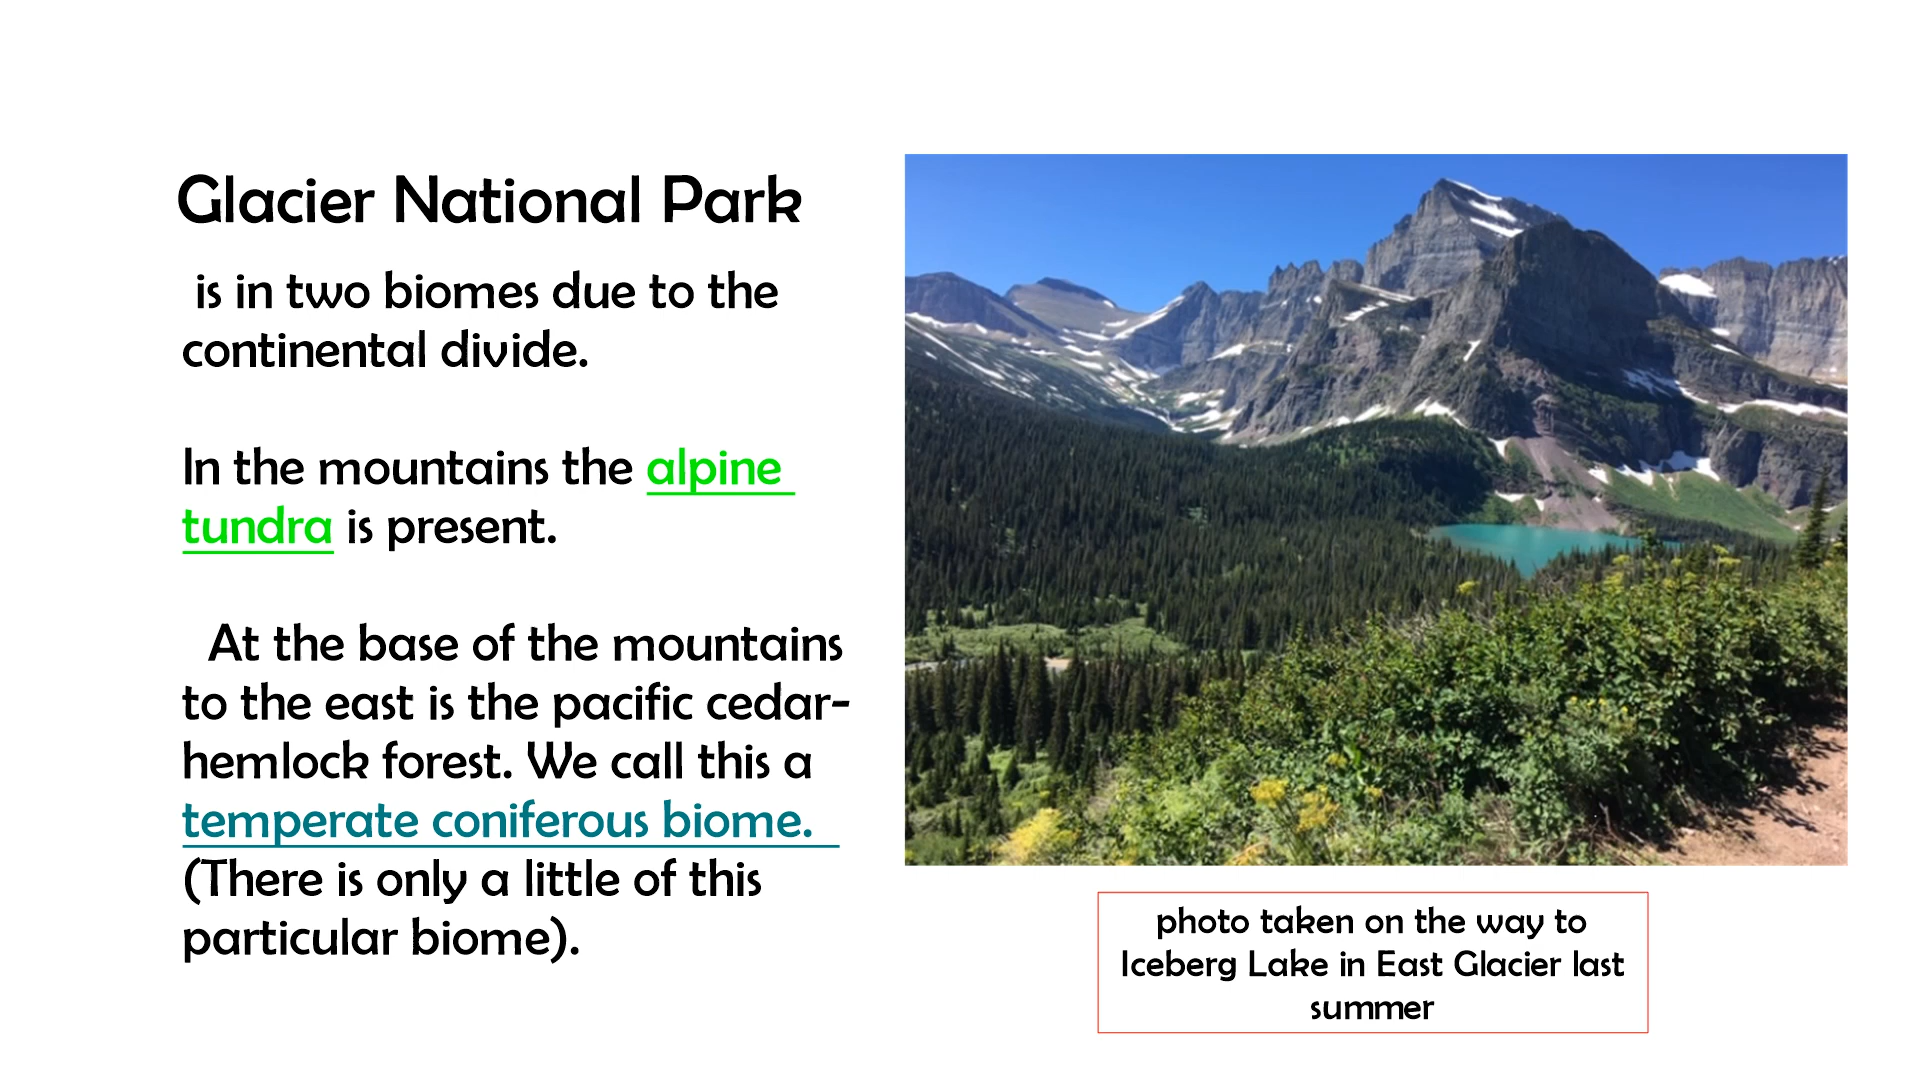 Glacier National Park
is in two biomes due to the
continental divide.
In the mountains the alpine
tundra is present.
At the base of the mountains
to the east is the pacific cedar-
hemlock forest. We call this a
temperate coniferous biome.
(There is only a little of this
particular biome).
photo taken on the way to
Iceberg Lake in East Glacier last
summer